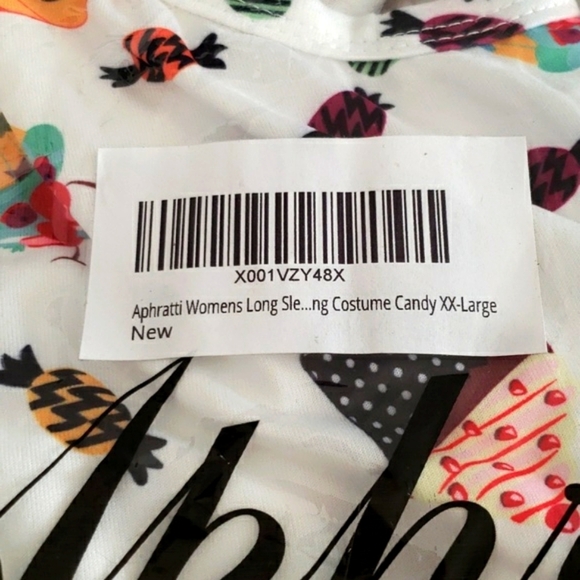 X001VZY48X
Aphratti Womens Long Sle...ng Costume Candy XX-Large
New